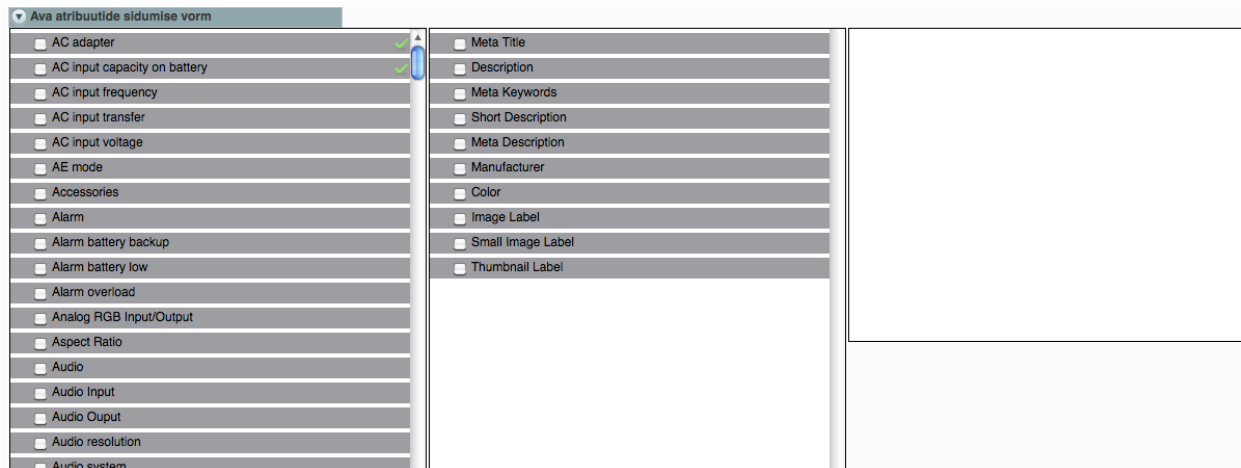 Ava atribuutide sidumise vorm
AC adapter
AC input capacity on battery
AC input frequency
AC input transfer
AC input voltage
AE mode
Accessories
Alarm
Alarm battery backup
Alarm battery low
Alarm overload
Analog RGB Input/Output
Aspect Ratio
Audio
Audio Input
Audio Ouput
Audio resolution
Audio system
Meta Title
Description
Meta Keywords
Short Description
Meta Description
Manufacturer
Color
Image Label
Small Image Label
Thumbnail Label